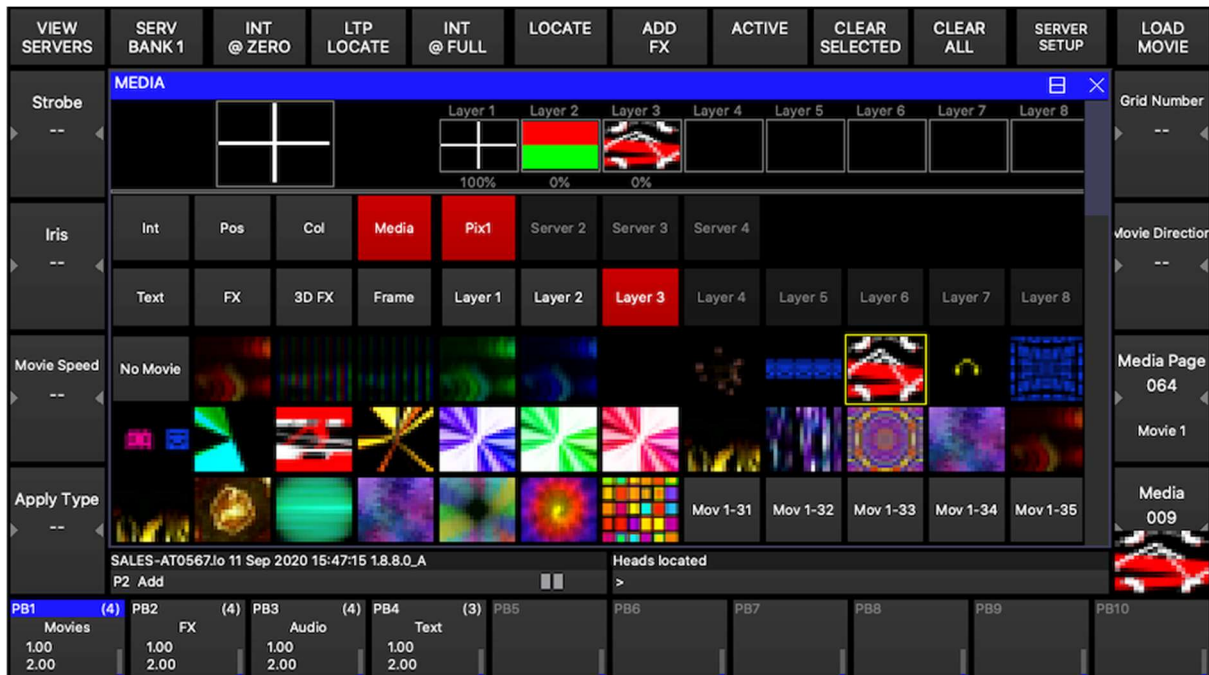 VIEW SERVERS
SERV BANK 1
INT @ ZERO
LTP LOCATE
INT @ FULL
LOCATE
ADD FX
ACTIVE
CLEAR SELECTED
CLEAR ALL
SERVER SETUP
LOAD MOVIE
Strobe
--
Iris
--
Movie Speed
--
Apply Type
--
MEDIA
Layer 1 Layer 2 Layer 3 Layer 4 Layer 5 Layer 6 Layer 7 Layer 8
100% 0% 0%
Int Pos Col Media Pix1 Server 2 Server 3 Server 4
Text FX 3D FX Frame Layer 1 Layer 2 Layer 3 Layer 4 Layer 5 Layer 6 Layer 7 Layer 8
No Movie
Mov 1-31 Mov 1-32 Mov 1-33 Mov 1-34 Mov 1-35
Grid Number
--
Movie Direction
--
Media Page
064
Movie 1
Media
009
SALES-AT0567.lo 11 Sep 2020 15:47:15 1.8.8.0_A
P2 Add
Heads located
>
PB1 (4)
Movies
1.00
2.00
PB2 (4)
FX
1.00
2.00
PB3 (4)
Audio
1.00
2.00
PB4 (3)
Text
1.00
2.00
PB5
PB6
PB7
PB8
PB9
PB10